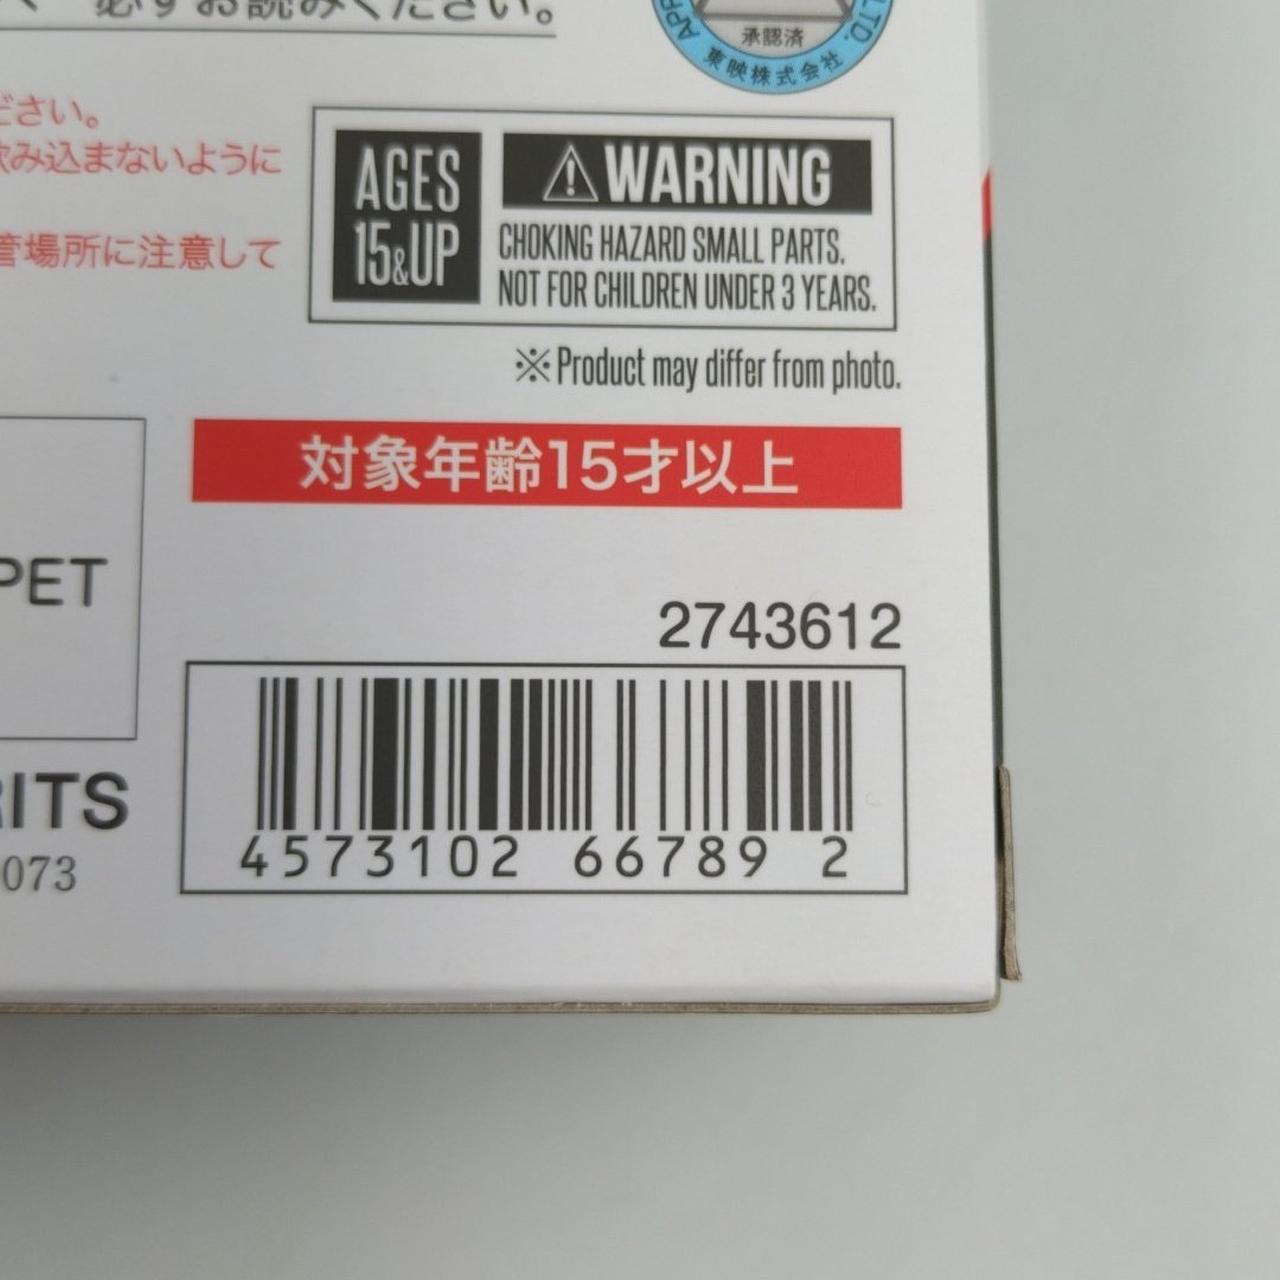 必ずお読みください。
承認済
東映株式会社
LTD.
ださい。
飲み込まないように
管場所に注意して
AGES
15&UP
⚠WARNING
CHOKING HAZARD SMALL PARTS.
NOT FOR CHILDREN UNDER 3 YEARS.
※Product may differ from photo.
対象年齢15才以上
PET
2743612
RITS
073
4573102 66789 2